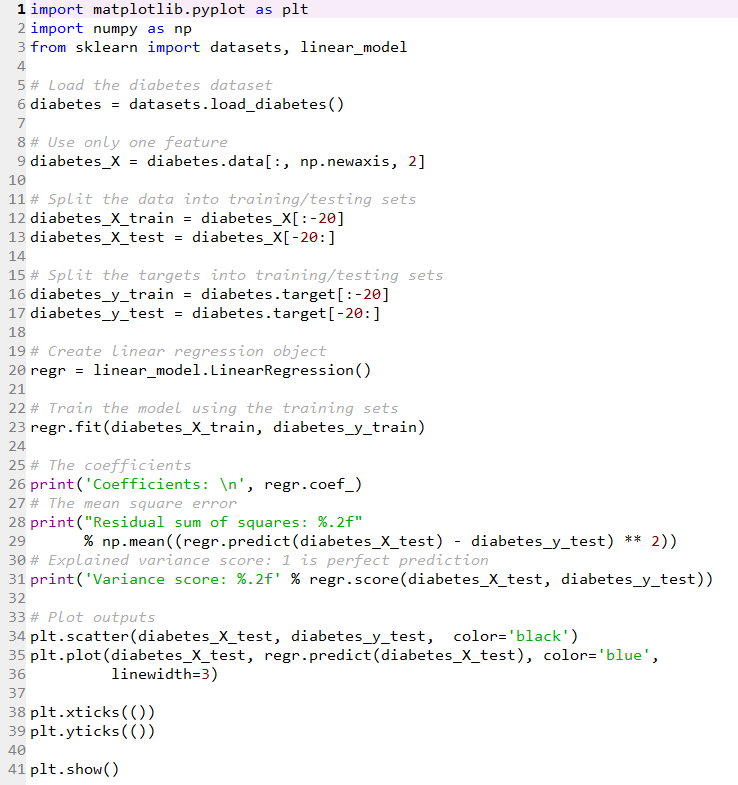 1 import matplotlib.pyplot as plt
2 import numpy as np
3 from sklearn import datasets, linear_model
4
5 # Load the diabetes dataset
6 diabetes = datasets.load_diabetes()
7
8 # Use only one feature
9 diabetes_X = diabetes.data[:, np.newaxis, 2]
10
11 # Split the data into training/testing sets
12 diabetes_X_train = diabetes_X[:-20]
13 diabetes_X_test = diabetes_X[-20:]
14
15 # Split the targets into training/testing sets
16 diabetes_y_train = diabetes.target[:-20]
17 diabetes_y_test = diabetes.target[-20:]
18
19 # Create linear regression object
20 regr = linear_model.LinearRegression()
21
22 # Train the model using the training sets
23 regr.fit(diabetes_X_train, diabetes_y_train)
24
25 # The coefficients
26 print('Coefficients: \n', regr.coef_)
27 # The mean square error
28 print("Residual sum of squares: %.2f"
29       % np.mean((regr.predict(diabetes_X_test) - diabetes_y_test) ** 2))
30 # Explained variance score: 1 is perfect prediction
31 print('Variance score: %.2f' % regr.score(diabetes_X_test, diabetes_y_test))
32
33 # Plot outputs
34 plt.scatter(diabetes_X_test, diabetes_y_test,  color='black')
35 plt.plot(diabetes_X_test, regr.predict(diabetes_X_test), color='blue',
36          linewidth=3)
37
38 plt.xticks(())
39 plt.yticks(())
40
41 plt.show()